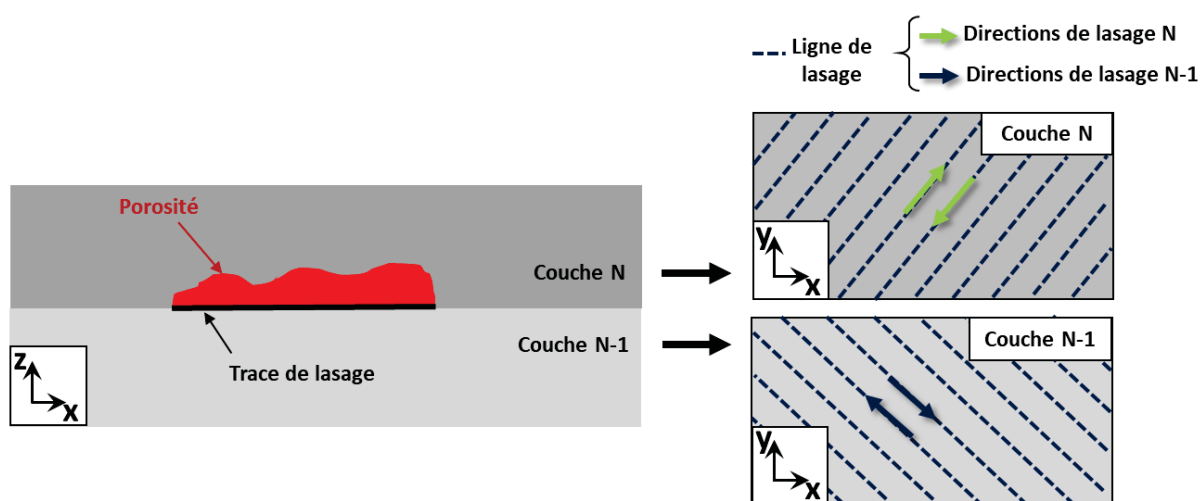 Ligne de
lasage
Directions de lasage N
Directions de lasage N-1
Couche N
y
x
Porosité
Couche N
Couche N-1
Trace de lasage
z
x
Couche N-1
y
x